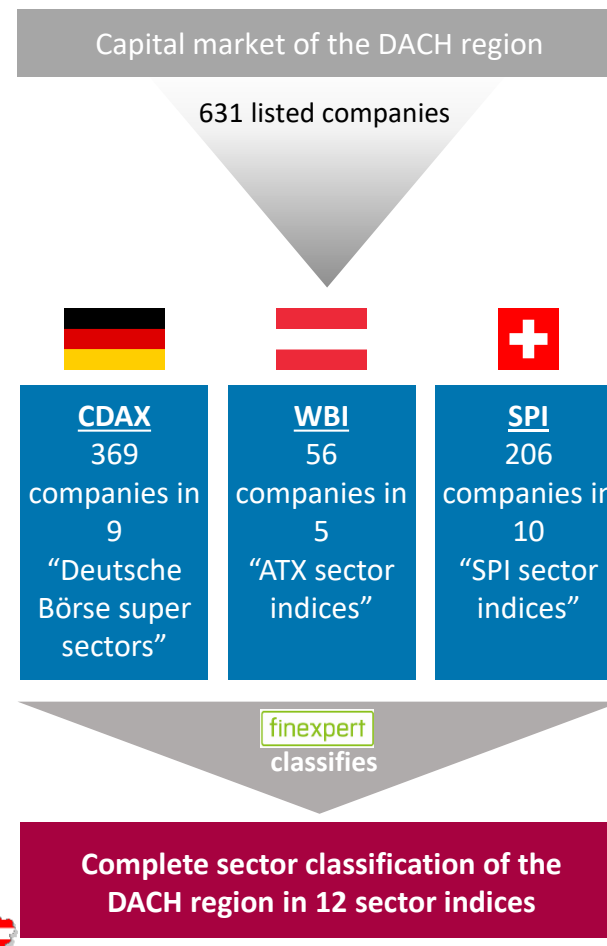 Capital market of the DACH region
631 listed companies
CDAX
369
companies in
9
“Deutsche
Börse super
sectors”
WBI
56
companies in
5
“ATX sector
indices”
SPI
206
companies in
10
“SPI sector
indices”
finexpert
classifies
Complete sector classification of the
DACH region in 12 sector indices